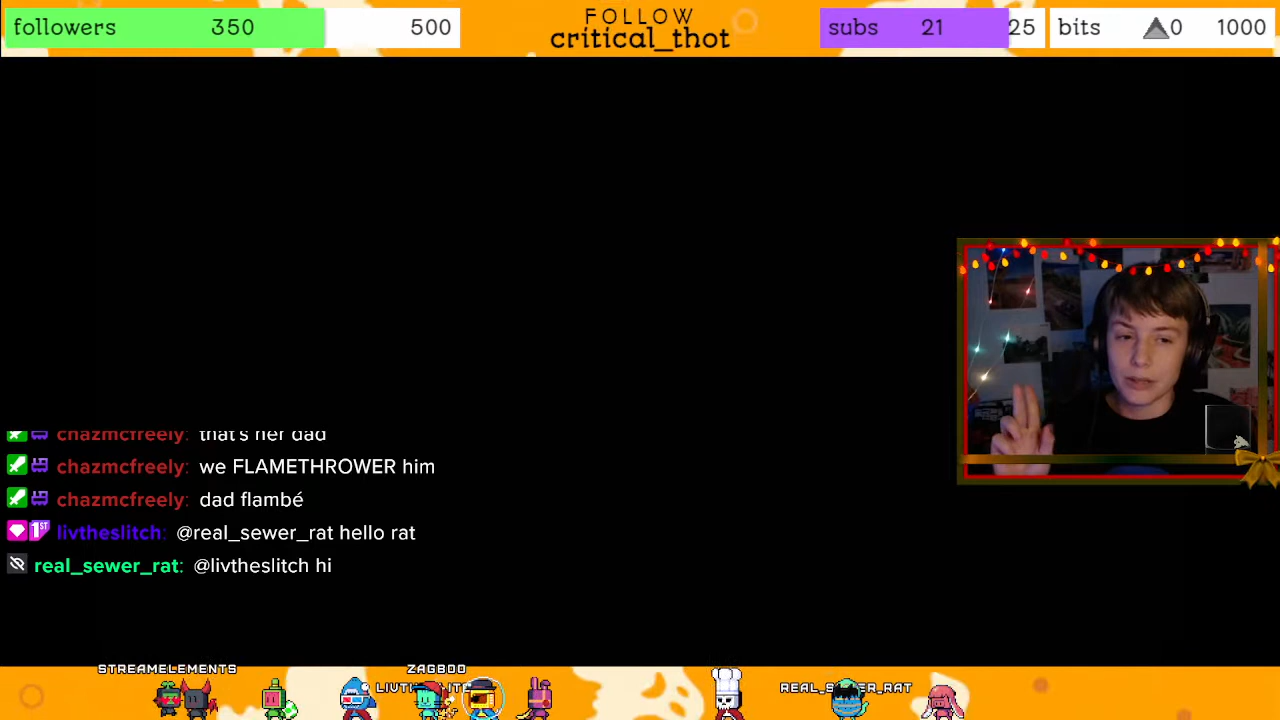 followers 350 500
FOLLOW
critical_thot
subs 21 25
bits 0 1000
chazmcfreely: that's her dad
chazmcfreely: we FLAMETHROWER him
chazmcfreely: dad flambé
1ST livtheslitch: @real_sewer_rat hello rat
real_sewer_rat: @livtheslitch hi
STREAMELEMENTS
ZAGBOO
REAL_SEWER_RAT